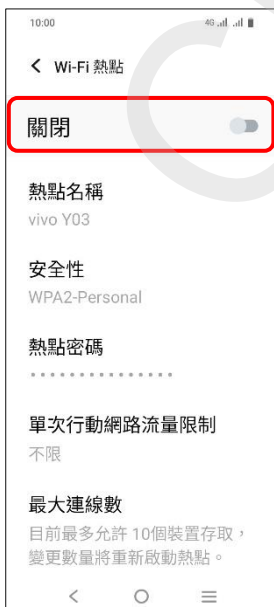 10:00 4G
Wi-Fi 熱點
關閉
熱點名稱
vivo Y03
安全性
WPA2-Personal
熱點密碼
***************
單次行動網路流量限制
不限
最大連線數
目前最多允許 10個裝置存取，
變更數量將重新啟動熱點。